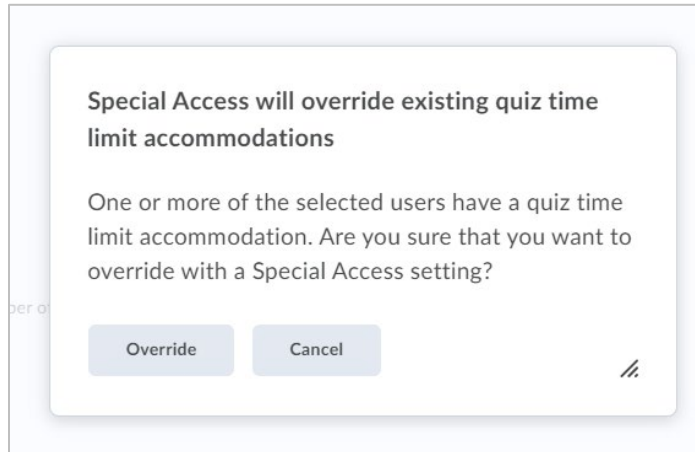 Special Access will override existing quiz time
limit accommodations
One or more of the selected users have a quiz time
limit accommodation. Are you sure that you want to
override with a Special Access setting?
Override Cancel